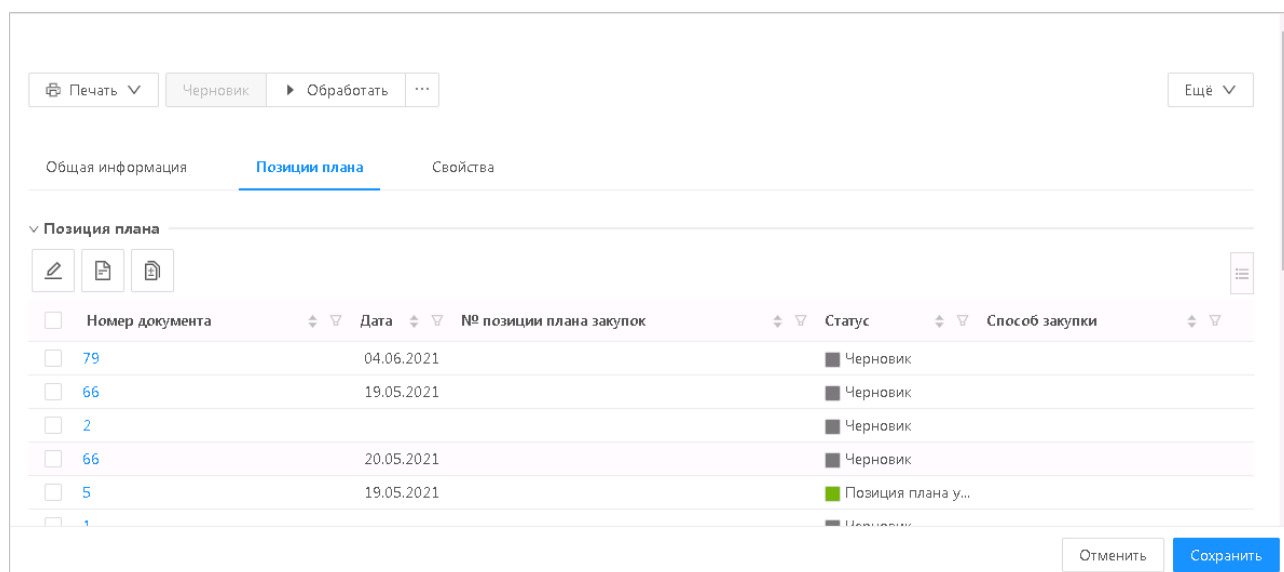 Печать Черновик Обработать ··· Ещё
Общая информация Позиции плана Свойства
Позиция плана
Номер документа Дата № позиции плана закупок Статус Способ закупки
79 04.06.2021 Черновик
66 19.05.2021 Черновик
2 Черновик
66 20.05.2021 Черновик
5 19.05.2021 Позиция плана у...
1 Черновик
Отменить Сохранить